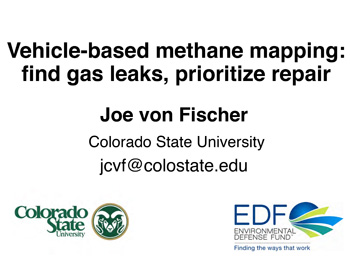 Vehicle-based methane mapping:
find gas leaks, prioritize repair
Joe von Fischer
Colorado State University
jcvf@colostate.edu
Colorado
State
University
EDF
ENVIRONMENTAL
DEFENSE FUND
Finding the ways that work